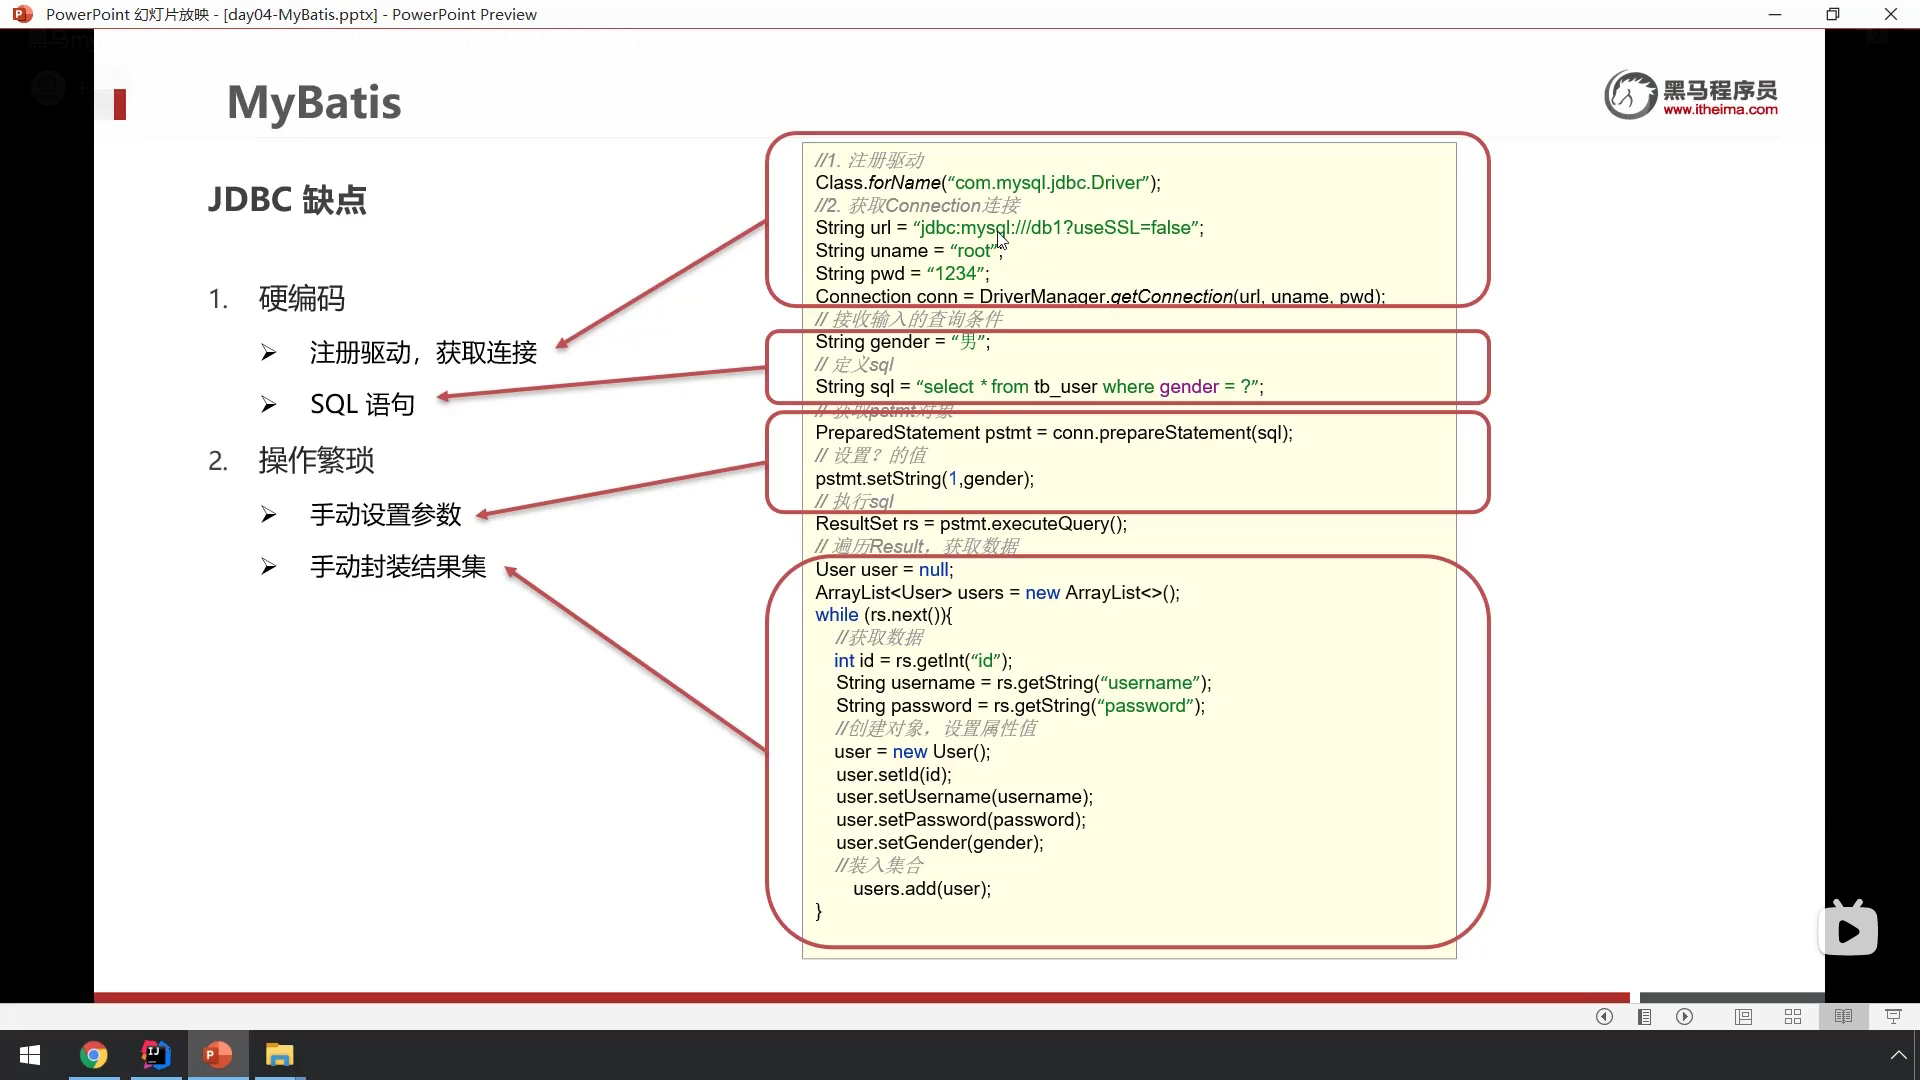 PowerPoint 幻灯片放映 - [day04-MyBatis.pptx] - PowerPoint Preview
MyBatis
黑马程序员
www.itheima.com
JDBC 缺点
1. 硬编码
➢ 注册驱动，获取连接
➢ SQL 语句
2. 操作繁琐
➢ 手动设置参数
➢ 手动封装结果集
//1. 注册驱动
Class.forName(“com.mysql.jdbc.Driver”);
//2. 获取Connection连接
String url = “jdbc:mysql:///db1?useSSL=false”;
String uname = “root”;
String pwd = “1234”;
Connection conn = DriverManager.getConnection(url, uname, pwd);
// 接收输入的查询条件
String gender = “男”;
// 定义sql
String sql = “select * from tb_user where gender = ?”;
// 获取pstmt对象
PreparedStatement pstmt = conn.prepareStatement(sql);
// 设置？的值
pstmt.setString(1,gender);
// 执行sql
ResultSet rs = pstmt.executeQuery();
// 遍历Result，获取数据
User user = null;
ArrayList<User> users = new ArrayList<>();
while (rs.next()){
//获取数据
int id = rs.getInt(“id”);
String username = rs.getString(“username”);
String password = rs.getString(“password”);
//创建对象，设置属性值
user = new User();
user.setId(id);
user.setUsername(username);
user.setPassword(password);
user.setGender(gender);
//装入集合
users.add(user);
}